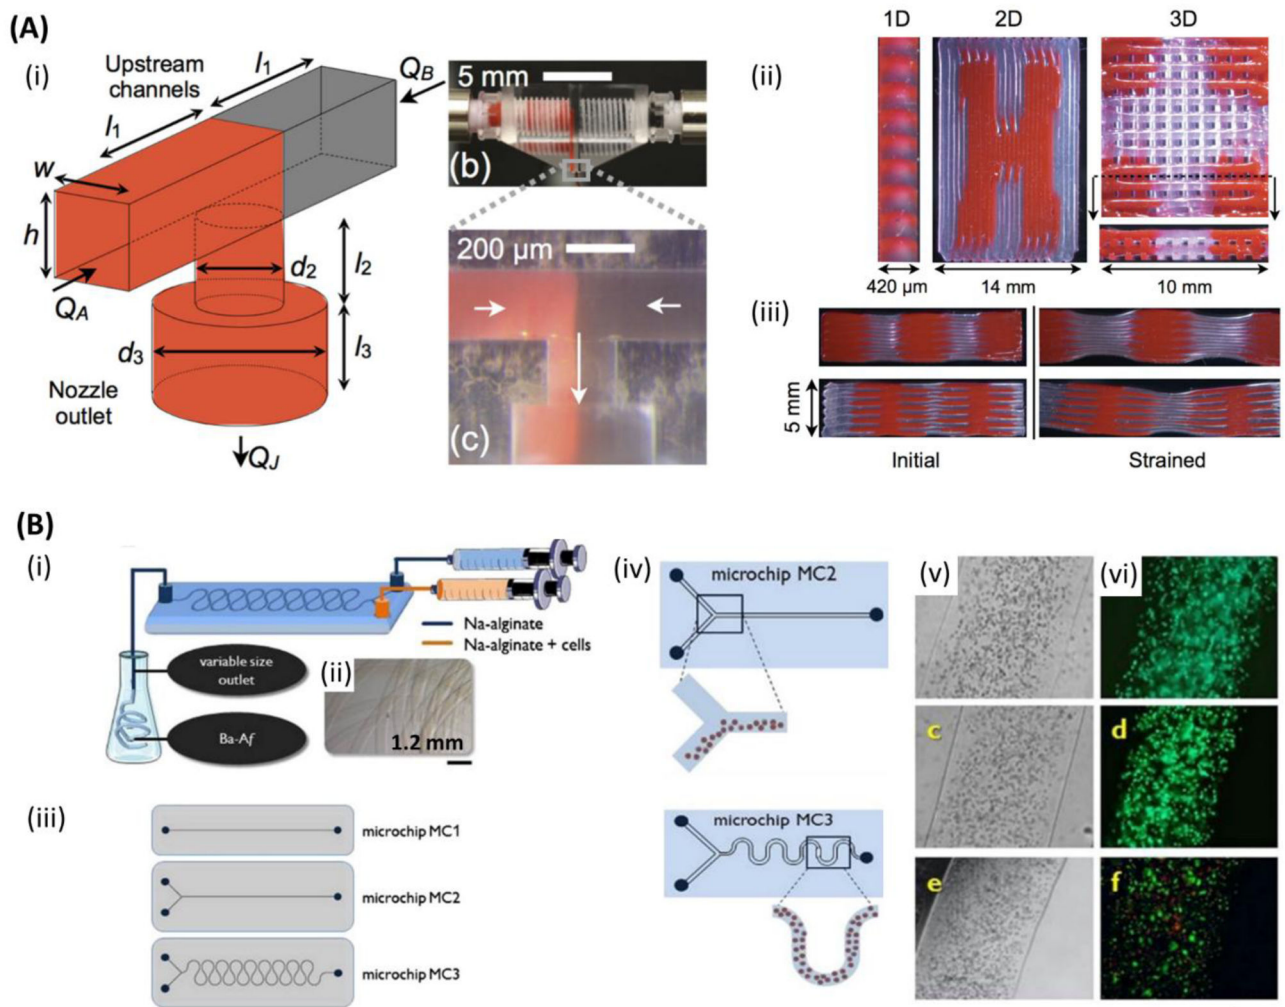 (A)
(i)
Upstream
channels
l1
l1
QB
w
h
QA
d2
l2
d3
l3
Nozzle
outlet
QJ
5 mm
(b)
200 µm
(c)
(ii)
1D
2D
3D
420 µm
14 mm
10 mm
(iii)
5 mm
Initial
Strained
(B)
(i)
Na-alginate
Na-alginate + cells
variable size
outlet
Ba-Af
(ii)
1.2 mm
(iii)
microchip MC1
microchip MC2
microchip MC3
(iv)
microchip MC2
microchip MC3
(v)
(vi)
c
d
e
f